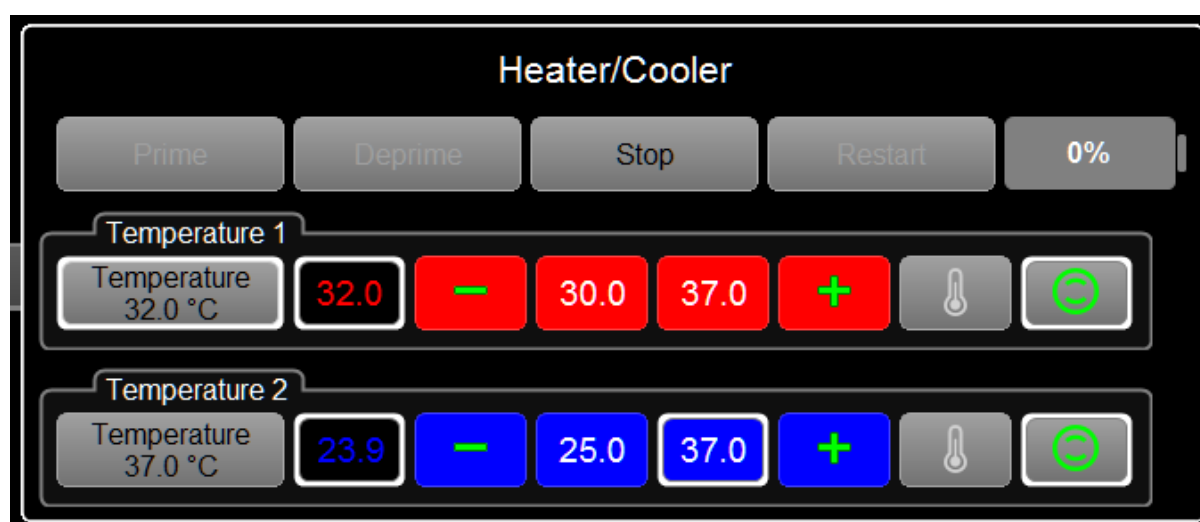 Heater/Cooler
Prime Deprime Stop Restart 0%
Temperature 1
Temperature
32.0 °C
32.0 − 30.0 37.0 +
Temperature 2
Temperature
37.0 °C
23.9 − 25.0 37.0 +